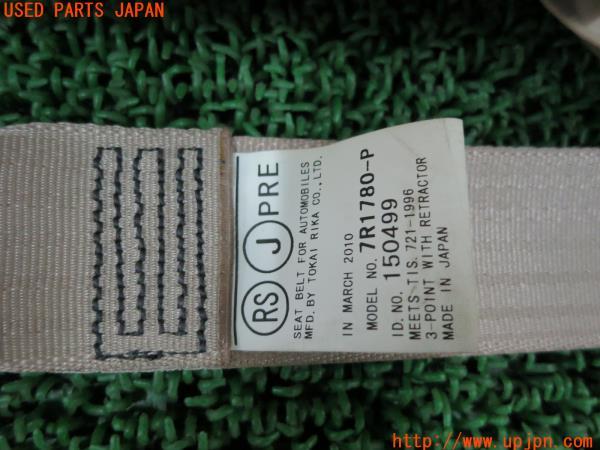 USED PARTS JAPAN
RS J PRE
SEAT BELT FOR AUTOMOBILES
MFD. BY TOKAI RIKA CO., LTD.
IN MARCH 2010
MODEL NO. 7R1780-P
ID. NO. 150499
MEETS TIS. 721-1996
3-POINT WITH RETRACTOR
MADE IN JAPAN
http://www.upjpn.com/